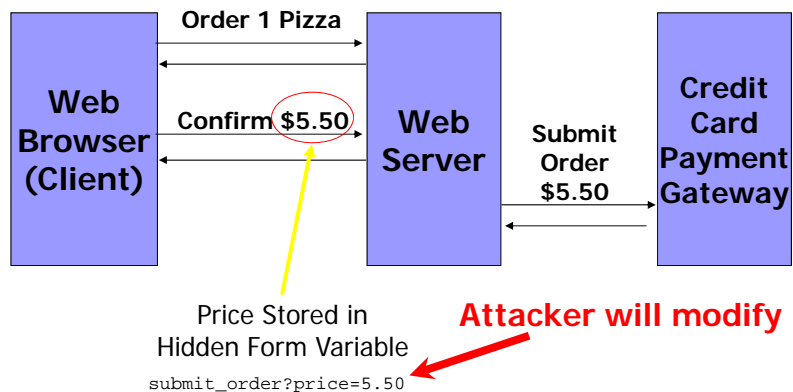 Order 1 Pizza
Web
Browser
(Client)
Confirm $5.50
Web
Server
Submit
Order
$5.50
Credit
Card
Payment
Gateway
Price Stored in
Hidden Form Variable
submit_order?price=5.50
Attacker will modify